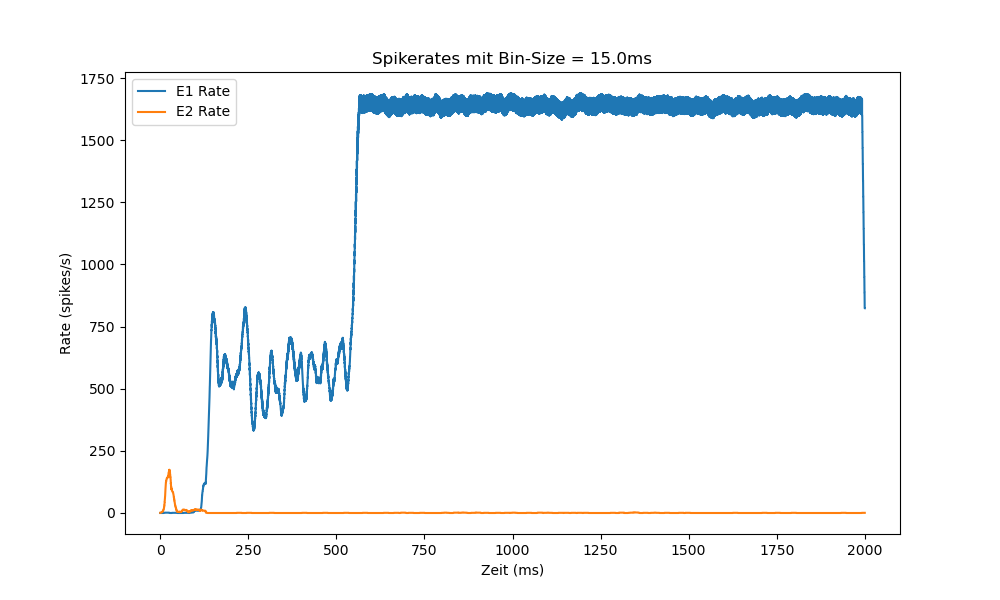 Spikerates mit Bin-Size = 15.0ms
E1 Rate
E2 Rate
1750
1500
1250
1000
750
500
250
0
Rate (spikes/s)
0 250 500 750 1000 1250 1500 1750 2000
Zeit (ms)